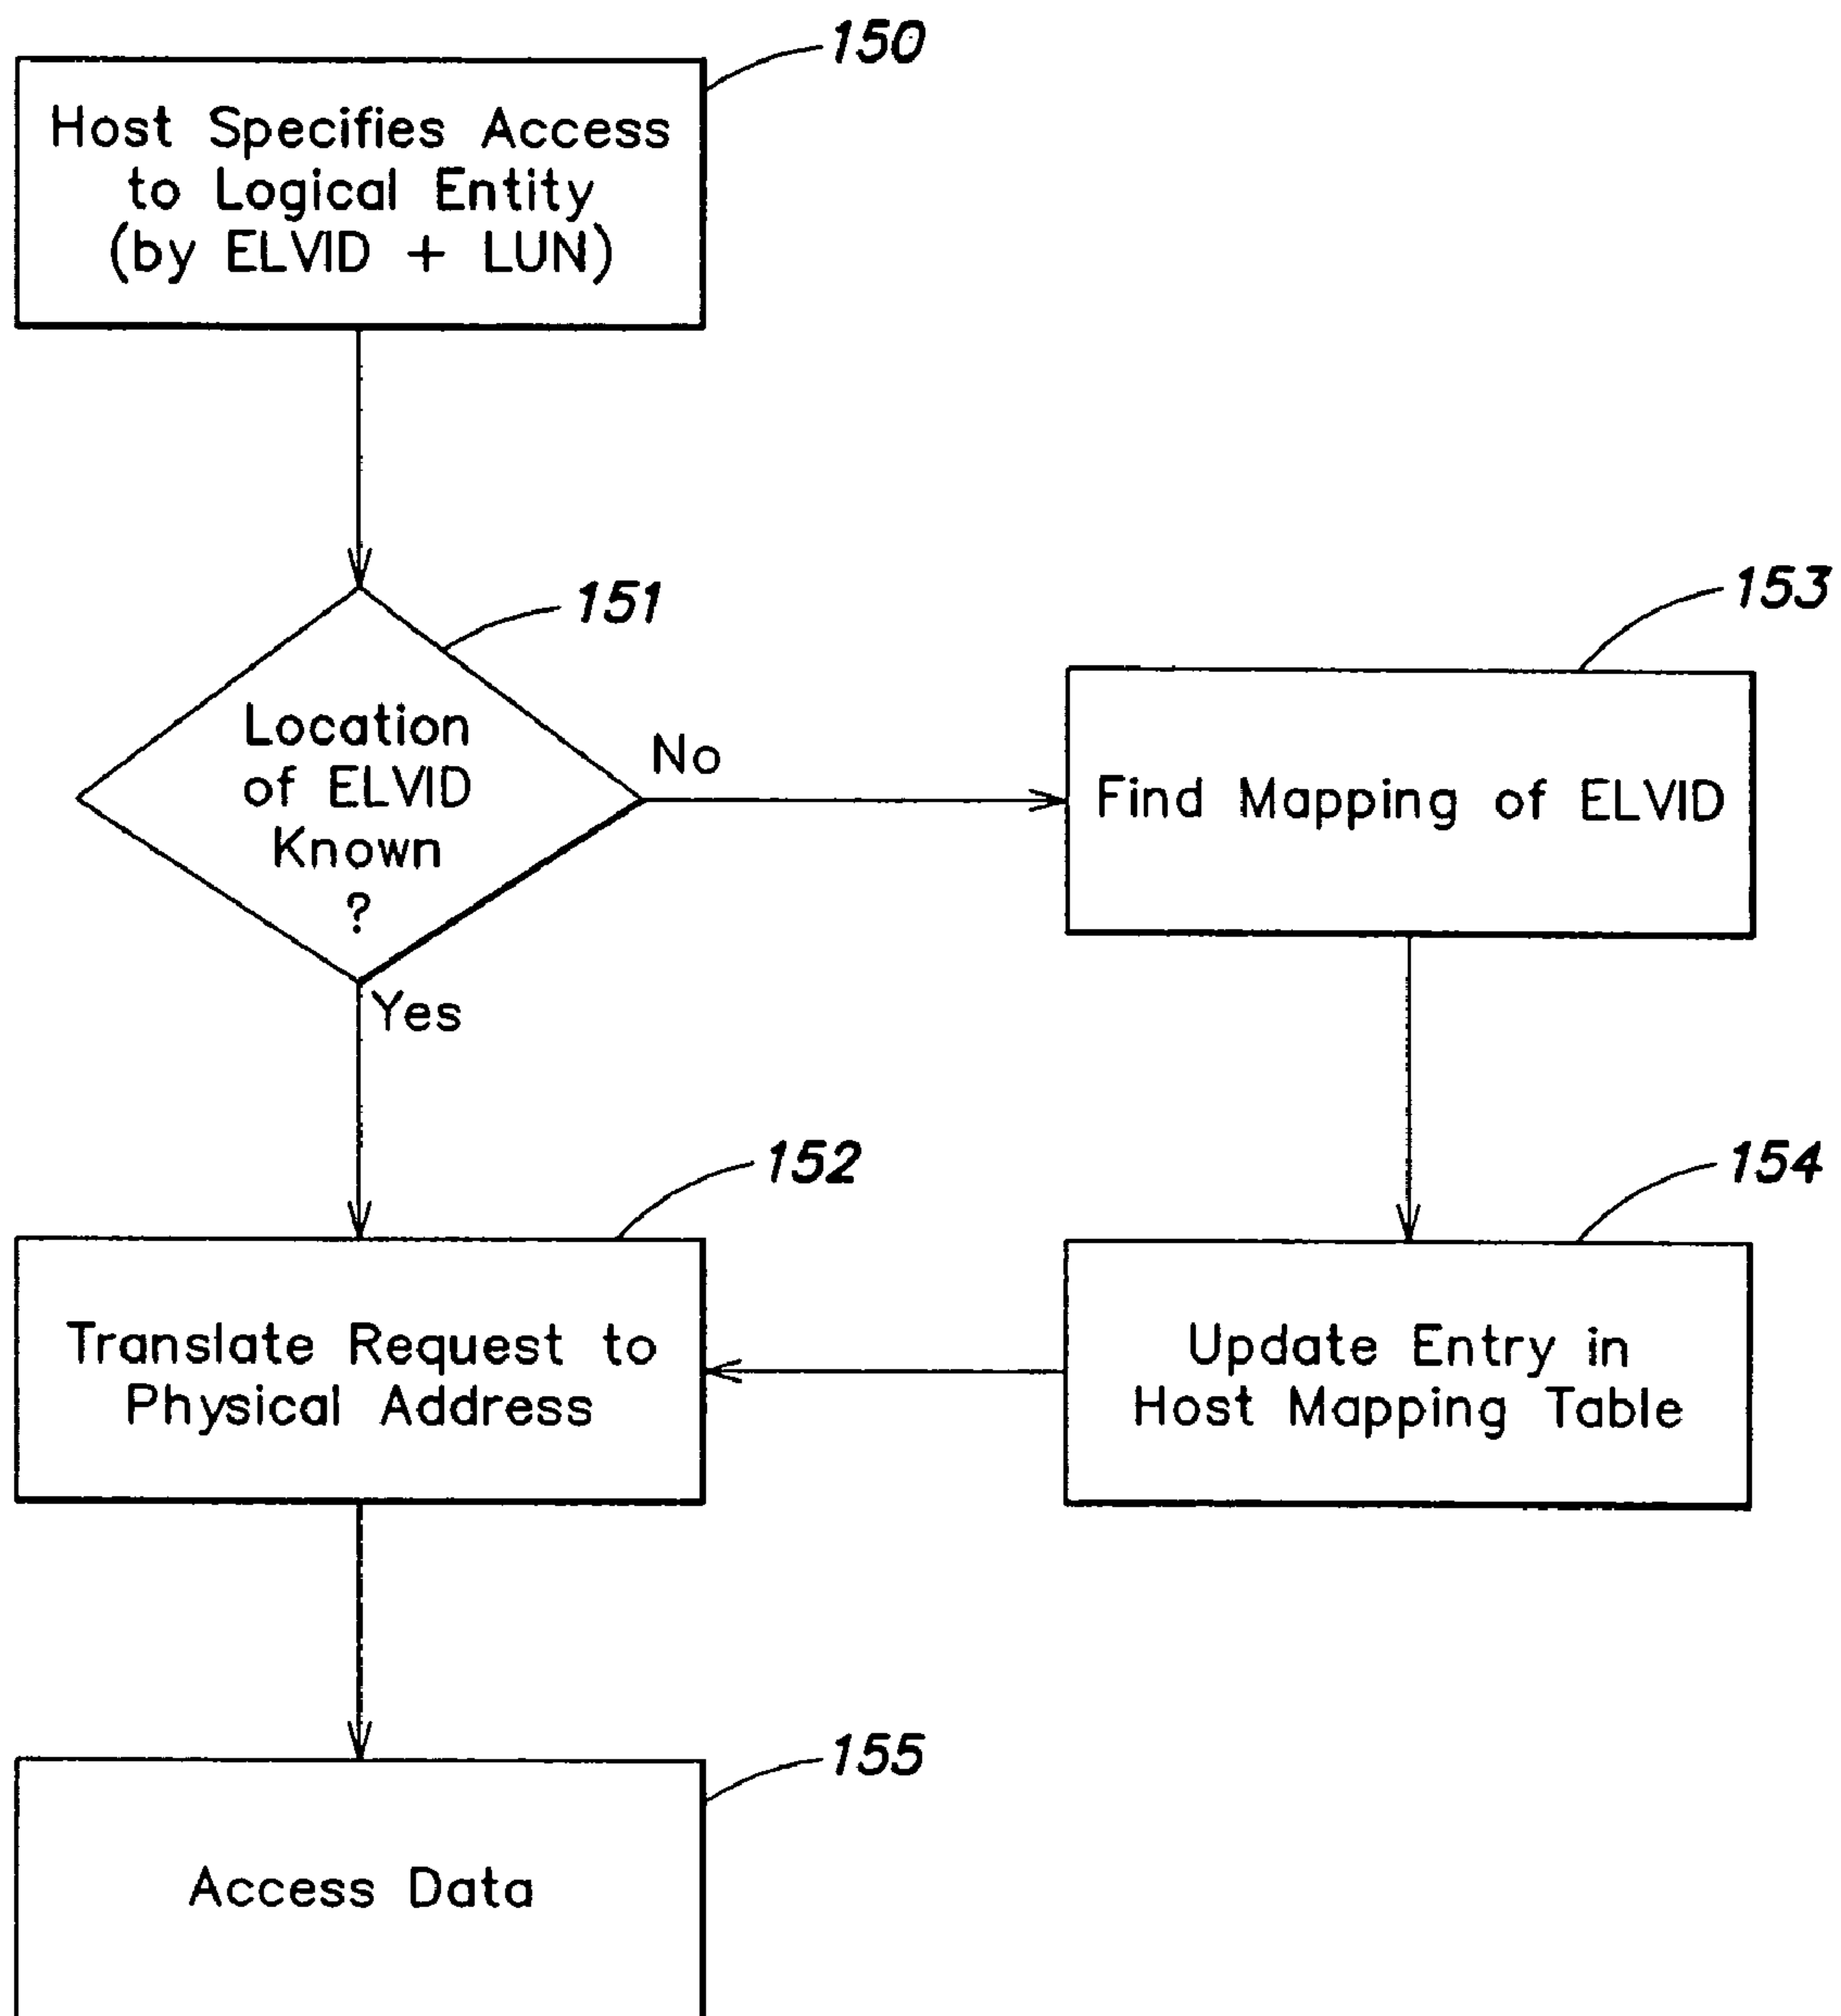 150
Host Specifies Access
to Logical Entity
(by ELVID + LUN)
151
Location
of ELVID
Known
?
No
Yes
153
Find Mapping of ELVID
152
Translate Request to
Physical Address
154
Update Entry in
Host Mapping Table
155
Access Data